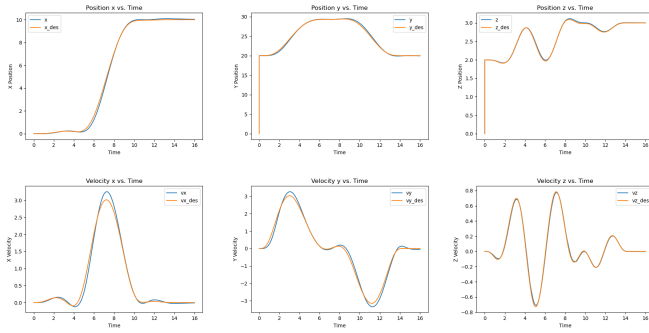 Position x vs. Time
x
x_des
X Position
10
8
6
4
2
0
0 2 4 6 8 10 12 14 16
Time
Position y vs. Time
y
y_des
Y Position
30
25
20
15
10
5
0
0 2 4 6 8 10 12 14 16
Time
Position z vs. Time
z
z_des
Z Position
3.0
2.5
2.0
1.5
1.0
0.5
0.0
0 2 4 6 8 10 12 14 16
Time
Velocity x vs. Time
vx
vx_des
X Velocity
3.0
2.5
2.0
1.5
1.0
0.5
0.0
0 2 4 6 8 10 12 14 16
Time
Velocity y vs. Time
vy
vy_des
Y Velocity
3
2
1
0
−1
−2
−3
0 2 4 6 8 10 12 14 16
Time
Velocity z vs. Time
vz
vz_des
Z Velocity
0.8
0.6
0.4
0.2
0.0
−0.2
−0.4
−0.6
−0.8
0 2 4 6 8 10 12 14 16
Time